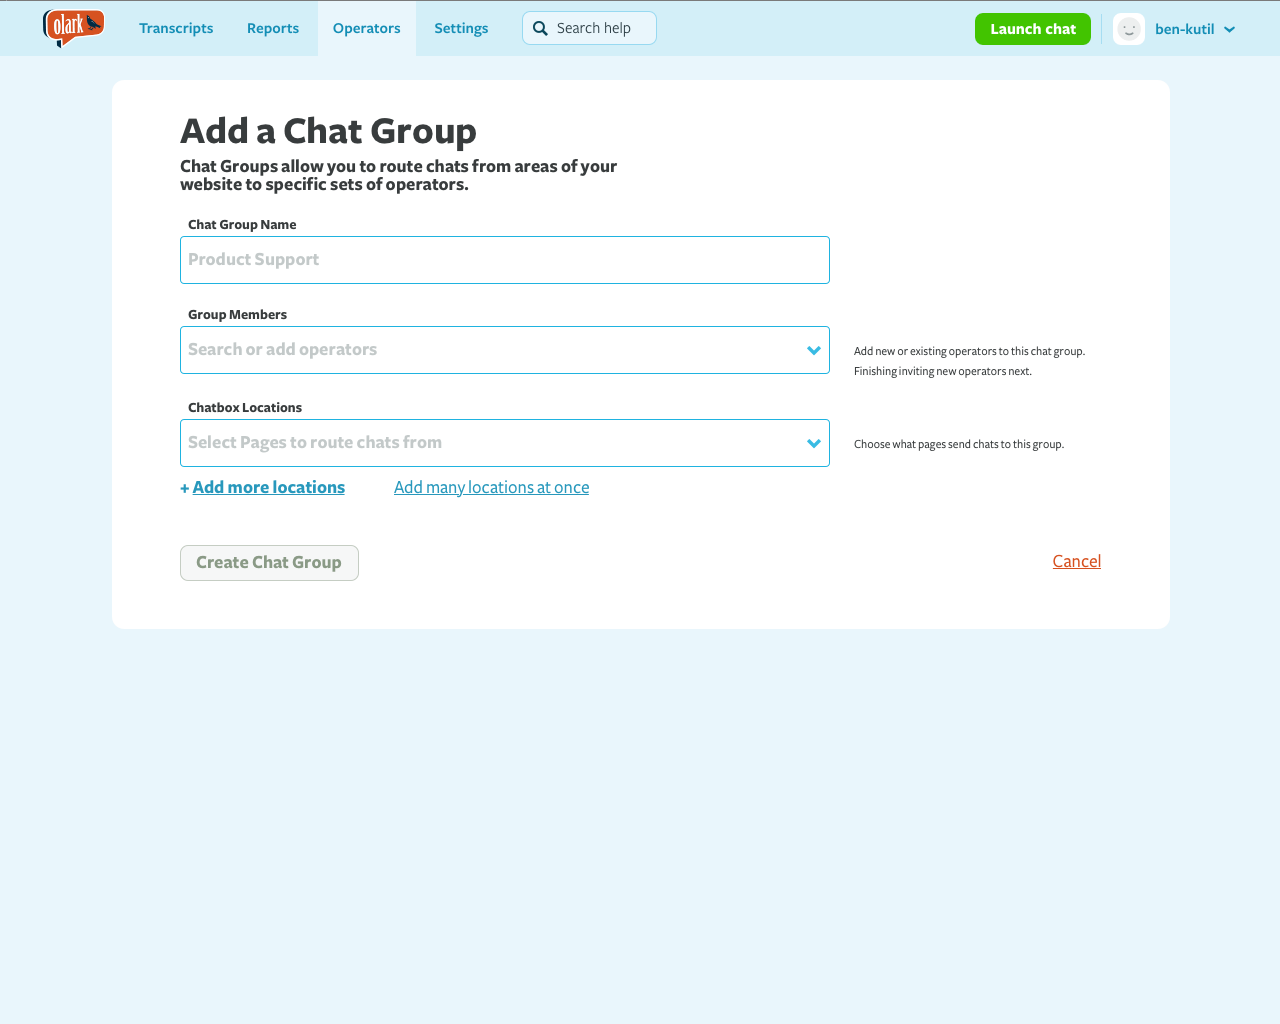 olark
Transcripts
Reports
Operators
Settings
Search help
Launch chat
ben-kutil
Add a Chat Group
Chat Groups allow you to route chats from areas of your
website to specific sets of operators.
Chat Group Name
Product Support
Group Members
Search or add operators
Add new or existing operators to this chat group.
Finishing inviting new operators next.
Chatbox Locations
Select Pages to route chats from
Choose what pages send chats to this group.
+ Add more locations
Add many locations at once
Create Chat Group
Cancel